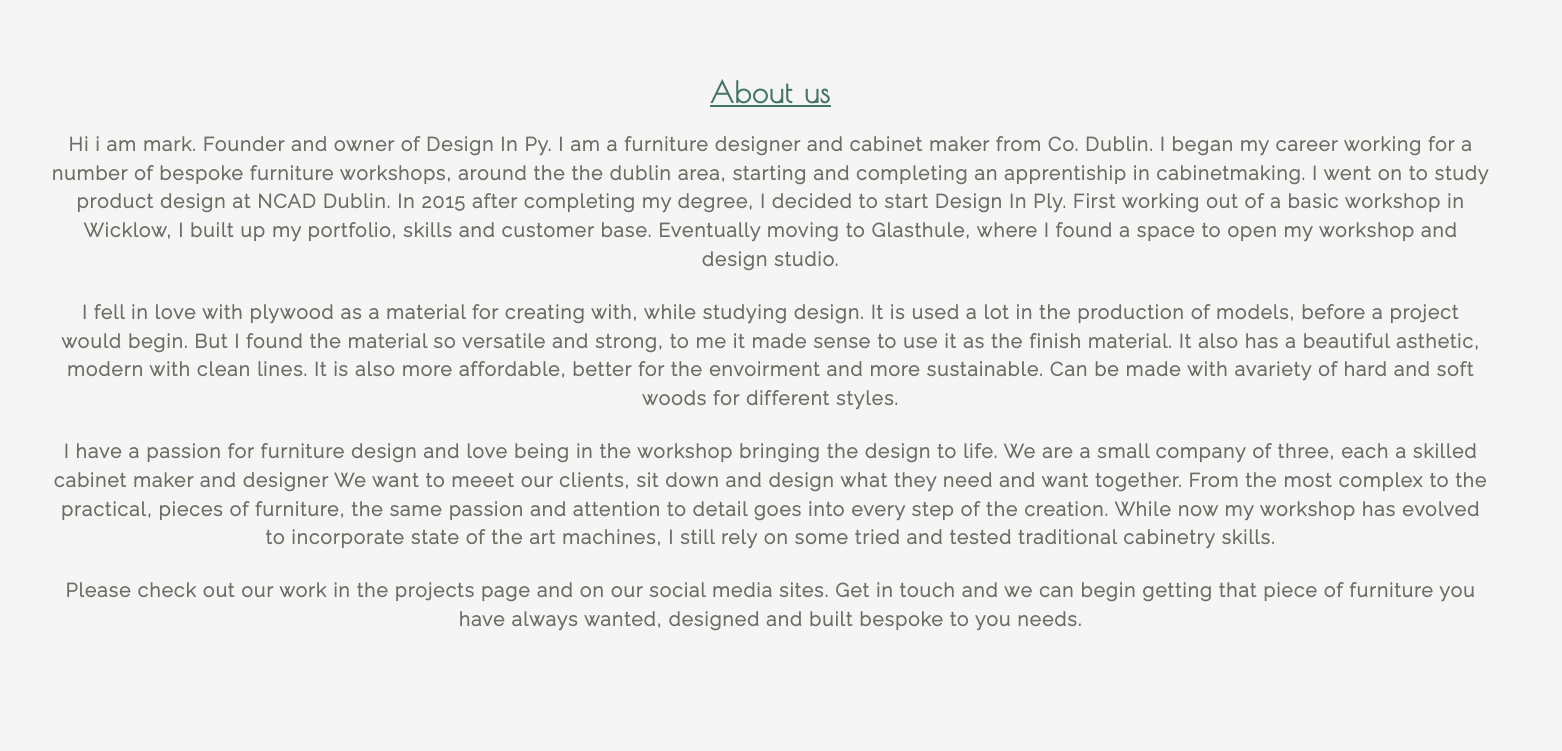 About us
Hi i am mark. Founder and owner of Design In Py. I am a furniture designer and cabinet maker from Co. Dublin. I began my career working for a
number of bespoke furniture workshops, around the the dublin area, starting and completing an apprentiship in cabinetmaking. I went on to study
product design at NCAD Dublin. In 2015 after completing my degree, I decided to start Design In Ply. First working out of a basic workshop in
Wicklow, I built up my portfolio, skills and customer base. Eventually moving to Glasthule, where I found a space to open my workshop and
design studio.
I fell in love with plywood as a material for creating with, while studying design. It is used a lot in the production of models, before a project
would begin. But I found the material so versatile and strong, to me it made sense to use it as the finish material. It also has a beautiful asthetic,
modern with clean lines. It is also more affordable, better for the envoirment and more sustainable. Can be made with avariety of hard and soft
woods for different styles.
I have a passion for furniture design and love being in the workshop bringing the design to life. We are a small company of three, each a skilled
cabinet maker and designer We want to meeet our clients, sit down and design what they need and want together. From the most complex to the
practical, pieces of furniture, the same passion and attention to detail goes into every step of the creation. While now my workshop has evolved
to incorporate state of the art machines, I still rely on some tried and tested traditional cabinetry skills.
Please check out our work in the projects page and on our social media sites. Get in touch and we can begin getting that piece of furniture you
have always wanted, designed and built bespoke to you needs.